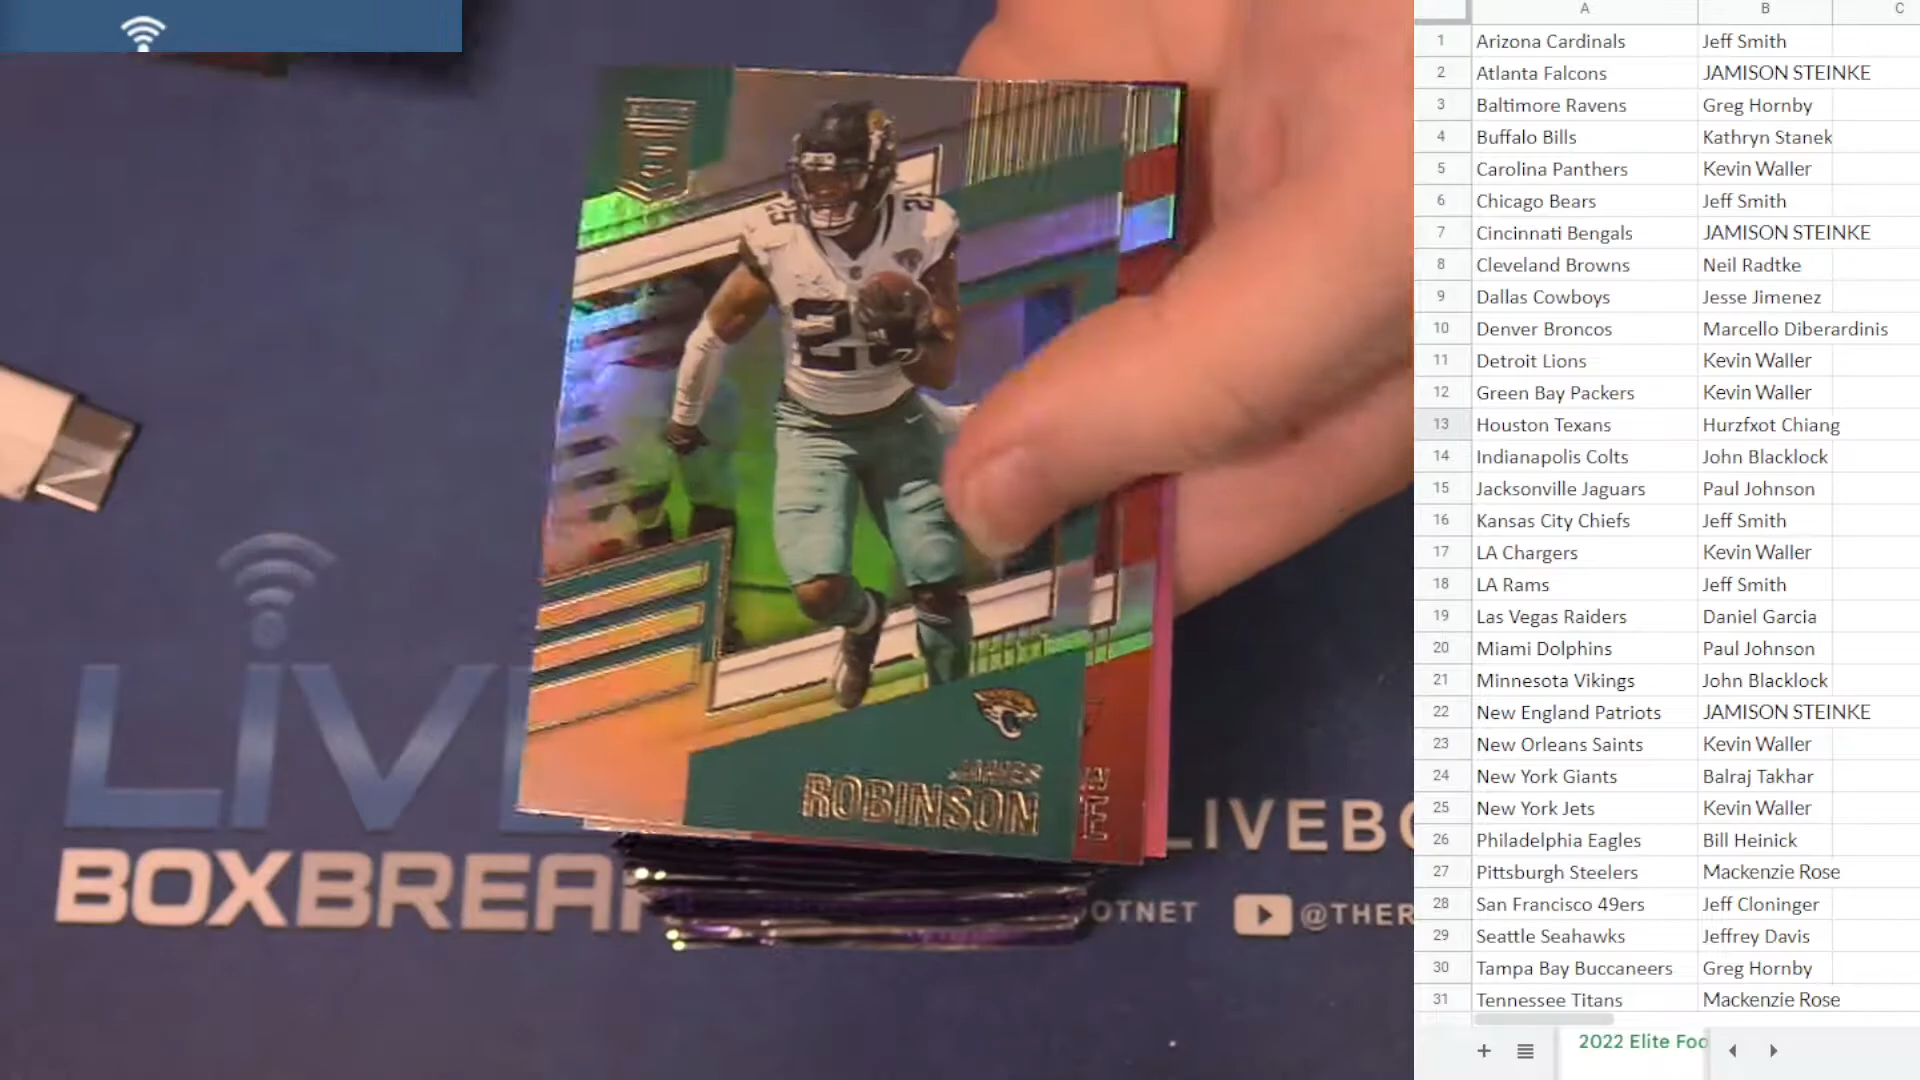 ELITE
25
2
JAMES
ROBINSON
LIV
BOXBREA
LIVEBO
OTNET
@THER
A B C
1 Arizona Cardinals Jeff Smith
2 Atlanta Falcons JAMISON STEINKE
3 Baltimore Ravens Greg Hornby
4 Buffalo Bills Kathryn Stanek
5 Carolina Panthers Kevin Waller
6 Chicago Bears Jeff Smith
7 Cincinnati Bengals JAMISON STEINKE
8 Cleveland Browns Neil Radtke
9 Dallas Cowboys Jesse Jimenez
10 Denver Broncos Marcello Diberardinis
11 Detroit Lions Kevin Waller
12 Green Bay Packers Kevin Waller
13 Houston Texans Hurzfxot Chiang
14 Indianapolis Colts John Blacklock
15 Jacksonville Jaguars Paul Johnson
16 Kansas City Chiefs Jeff Smith
17 LA Chargers Kevin Waller
18 LA Rams Jeff Smith
19 Las Vegas Raiders Daniel Garcia
20 Miami Dolphins Paul Johnson
21 Minnesota Vikings John Blacklock
22 New England Patriots JAMISON STEINKE
23 New Orleans Saints Kevin Waller
24 New York Giants Balraj Takhar
25 New York Jets Kevin Waller
26 Philadelphia Eagles Bill Heinick
27 Pittsburgh Steelers Mackenzie Rose
28 San Francisco 49ers Jeff Cloninger
29 Seattle Seahawks Jeffrey Davis
30 Tampa Bay Buccaneers Greg Hornby
31 Tennessee Titans Mackenzie Rose
2022 Elite Foo